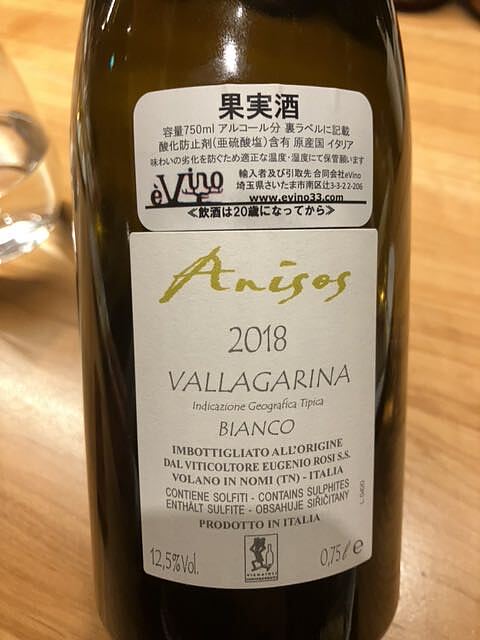 果実酒
容量750ml アルコール分 裏ラベルに記載
酸化防止剤(亜硫酸塩)含有 原産国 イタリア
味わいの劣化を防ぐため適正な温度・湿度にて保管願います
èVino
輸入者及び引取先 合同会社eVino
埼玉県さいたま市南区辻3-3-22-206
www.evino33.com
≪飲酒は20歳になってから≫
Anisos
2018
VALLAGARINA
Indicazione Geografica Tipica
BIANCO
IMBOTTIGLIATO ALL'ORIGINE
DAL VITICOLTORE EUGENIO ROSI S.S.
VOLANO IN NOMI (TN) - ITALIA
CONTIENE SOLFITI - CONTAINS SULPHITES
ENTHÄLT SULFITE - OBSAHUJE SIŘIČITANY
PRODOTTO IN ITALIA
12,5% Vol.
0,75 ℓ e